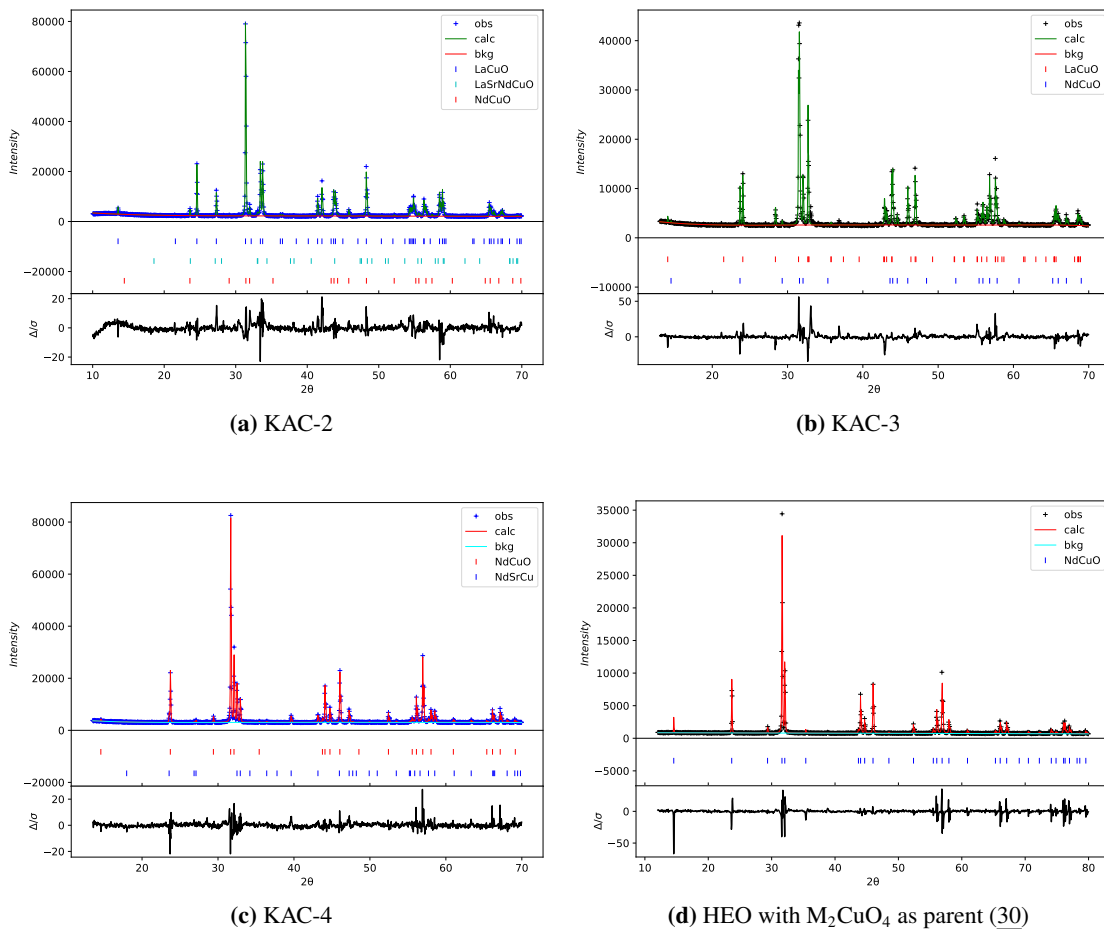 80000
60000
40000
20000
0
−20000
Intensity
obs
calc
bkg
LaCuO
LaSrNdCuO
NdCuO
20
0
−20
Δ/σ
10 20 30 40 50 60 70
2θ
(a) KAC-2
40000
30000
20000
10000
0
−10000
Intensity
obs
calc
bkg
LaCuO
NdCuO
50
0
Δ/σ
20 30 40 50 60 70
2θ
(b) KAC-3
80000
60000
40000
20000
0
−20000
Intensity
obs
calc
bkg
NdCuO
NdSrCu
20
0
−20
Δ/σ
20 30 40 50 60 70
2θ
(c) KAC-4
35000
30000
25000
20000
15000
10000
5000
0
−5000
Intensity
obs
calc
bkg
NdCuO
0
−50
Δ/σ
10 20 30 40 50 60 70 80
2θ
(d) HEO with M₂CuO₄ as parent (30)